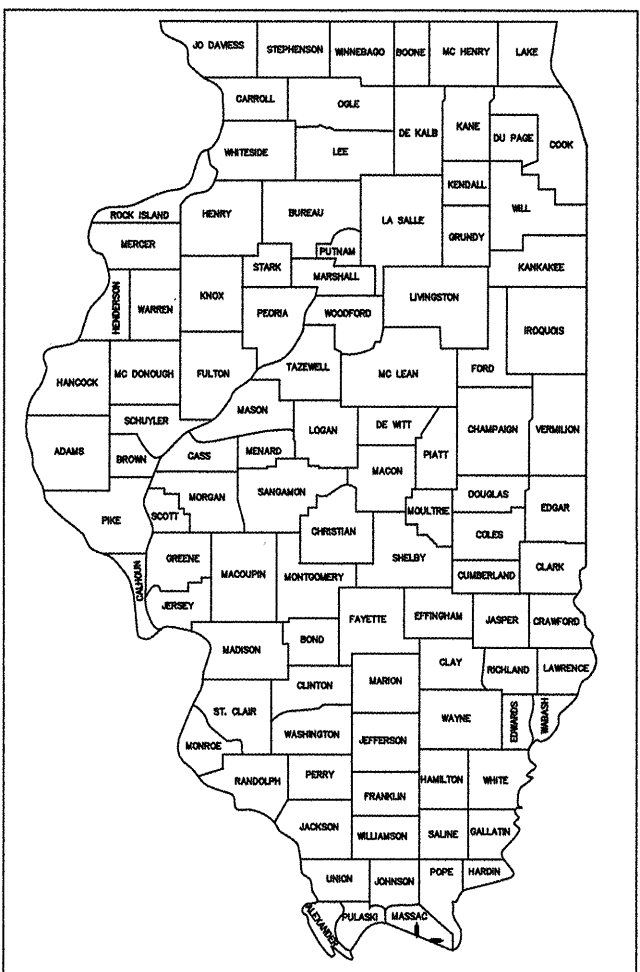 JO DAVIESS
STEPHENSON
WINNEBAGO
BOONE
MC HENRY
LAKE
CARROLL
OGLE
DE KALB
KANE
DU PAGE
COOK
WHITESIDE
LEE
KENDALL
ROCK ISLAND
HENRY
BUREAU
LA SALLE
WILL
MERCER
PUTNAM
GRUNDY
STARK
MARSHALL
KANKAKEE
HENDERSON
WARREN
KNOX
PEORIA
WOODFORD
LIVINGSTON
IROQUOIS
HANCOCK
MC DONOUGH
FULTON
TAZEWELL
MC LEAN
FORD
MASON
SCHUYLER
LOGAN
DE WITT
CHAMPAIGN
VERMILION
ADAMS
BROWN
CASS
MENARD
PIATT
MACON
MORGAN
SANGAMON
DOUGLAS
EDGAR
PIKE
SCOTT
CHRISTIAN
MOULTRIE
COLES
SHELBY
GREENE
MACOUPIN
MONTGOMERY
CUMBERLAND
CLARK
CALHOUN
JERSEY
FAYETTE
EFFINGHAM
JASPER
CRAWFORD
MADISON
BOND
CLAY
RICHLAND
LAWRENCE
CLINTON
MARION
ST. CLAIR
WAYNE
EDWARDS
WABASH
WASHINGTON
JEFFERSON
MONROE
RANDOLPH
PERRY
HAMILTON
WHITE
FRANKLIN
JACKSON
WILLIAMSON
SALINE
GALLATIN
UNION
JOHNSON
POPE
HARDIN
ALEXANDER
PULASKI
MASSAC